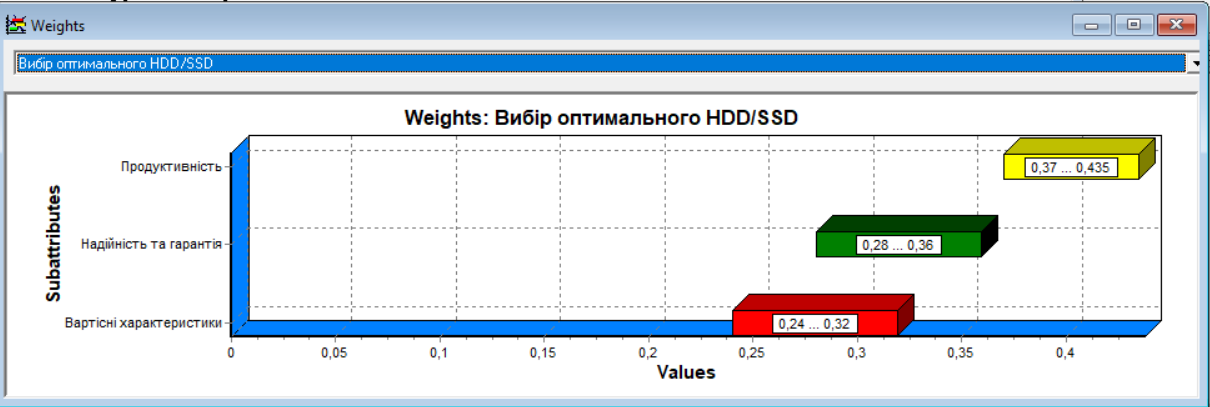 Weights
Вибір оптимального HDD/SSD
Weights: Вибір оптимального HDD/SSD
Subattributes
Продуктивність
0,37 ... 0,435
Надійність та гарантія
0,28 ... 0,36
Вартісні характеристики
0,24 ... 0,32
0 0,05 0,1 0,15 0,2 0,25 0,3 0,35 0,4
Values